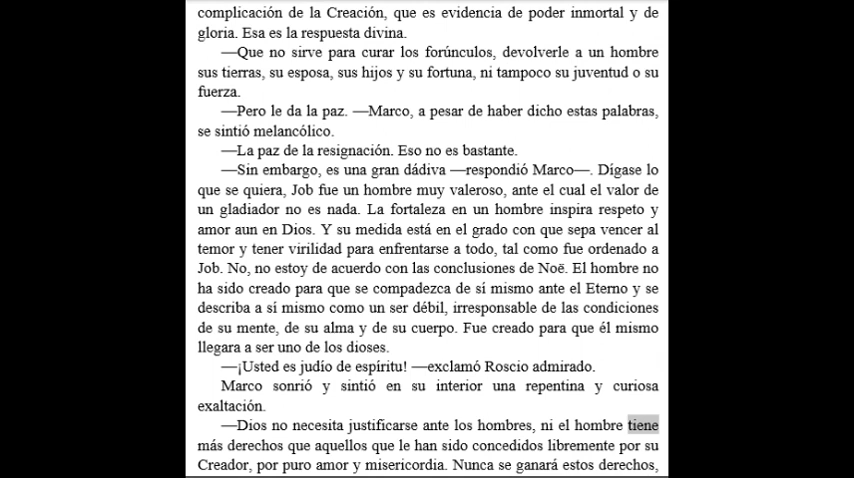 complicación de la Creación, que es evidencia de poder inmortal y de
gloria. Esa es la respuesta divina.
—Que no sirve para curar los forúnculos, devolverle a un hombre
sus tierras, su esposa, sus hijos y su fortuna, ni tampoco su juventud o su
fuerza.
—Pero le da la paz. —Marco, a pesar de haber dicho estas palabras,
se sintió melancólico.
—La paz de la resignación. Eso no es bastante.
—Sin embargo, es una gran dádiva —respondió Marco—. Dígase lo
que se quiera, Job fue un hombre muy valeroso, ante el cual el valor de
un gladiador no es nada. La fortaleza en un hombre inspira respeto y
amor aun en Dios. Y su medida está en el grado con que sepa vencer al
temor y tener virilidad para enfrentarse a todo, tal como fue ordenado a
Job. No, no estoy de acuerdo con las conclusiones de Noë. El hombre no
ha sido creado para que se compadezca de sí mismo ante el Eterno y se
describa a sí mismo como un ser débil, irresponsable de las condiciones
de su mente, de su alma y de su cuerpo. Fue creado para que él mismo
llegara a ser uno de los dioses.
—¡Usted es judío de espíritu! —exclamó Roscio admirado.
Marco sonrió y sintió en su interior una repentina y curiosa
exaltación.
—Dios no necesita justificarse ante los hombres, ni el hombre tiene
más derechos que aquellos que le han sido concedidos libremente por su
Creador, por puro amor y misericordia. Nunca se ganará estos derechos,